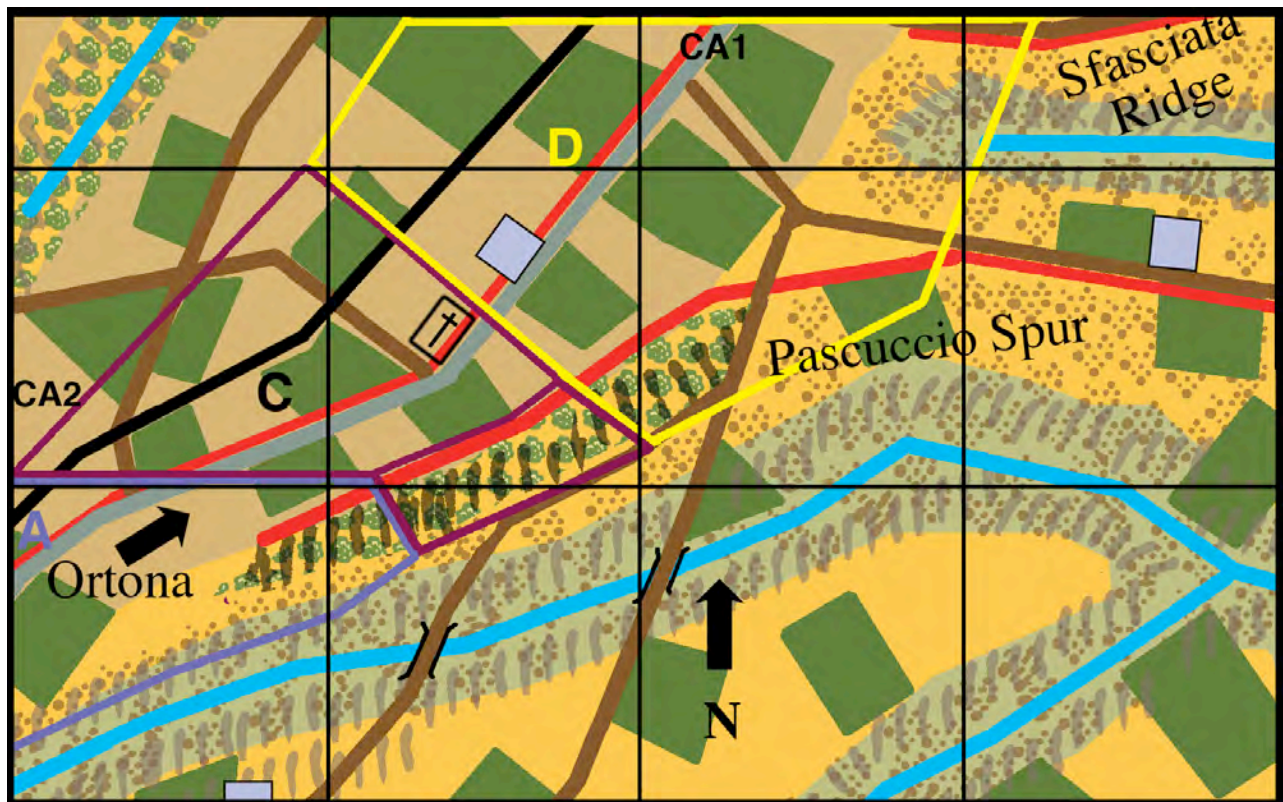 CA1
Sfasciata
Ridge
D
Pascuccio Spur
CA2
C
A
Ortona
N